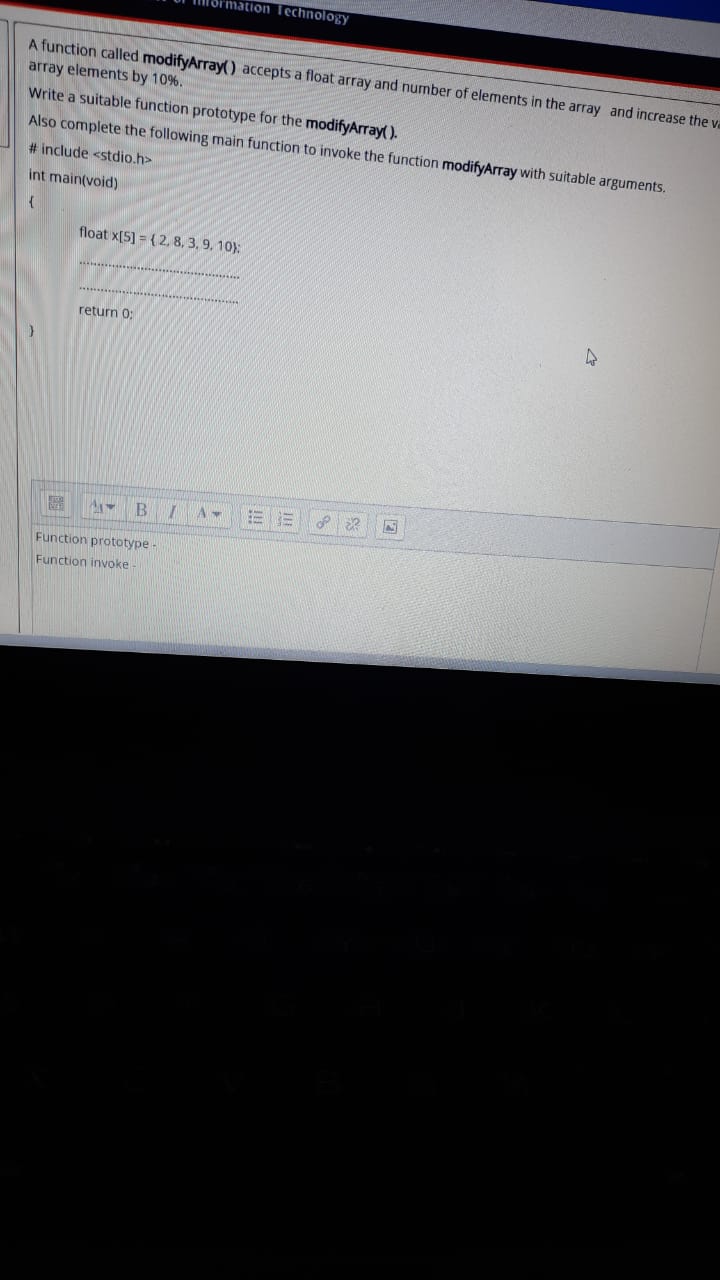 Information Technology
A function called modifyArray( ) accepts a float array and number of elements in the array and increase the
array elements by 10%.
Write a suitable function prototype for the modifyArray( ).
Also complete the following main function to invoke the function modifyArray with suitable arguments.
# include <stdio.h>
int main(void)
{
float x[5] = { 2, 8, 3, 9, 10};
..........................................
..........................................
return 0;
}
B I A
Function prototype -
Function invoke -